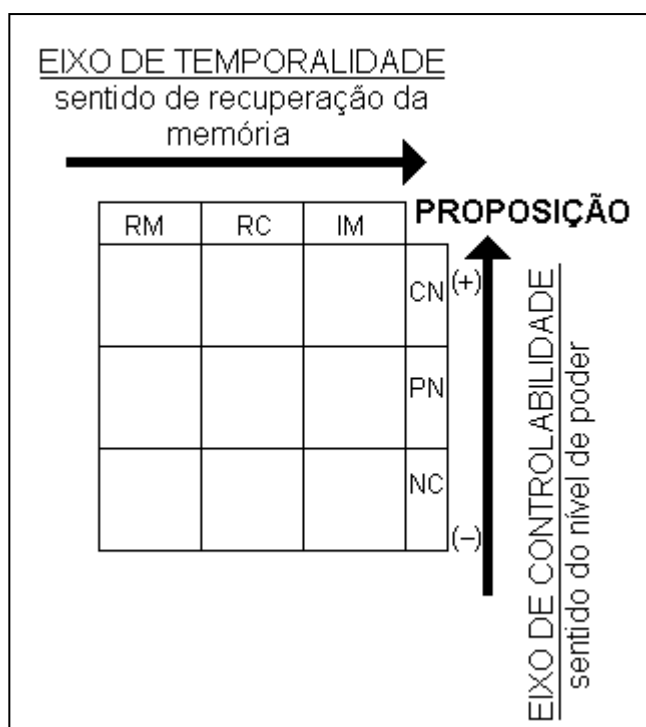 EIXO DE TEMPORALIDADE
sentido de recuperação da
memória
PROPOSIÇÃO
RM RC IM
CN (+)
PN
NC
(–)
EIXO DE CONTROLABILIDADE
sentido do nível de poder